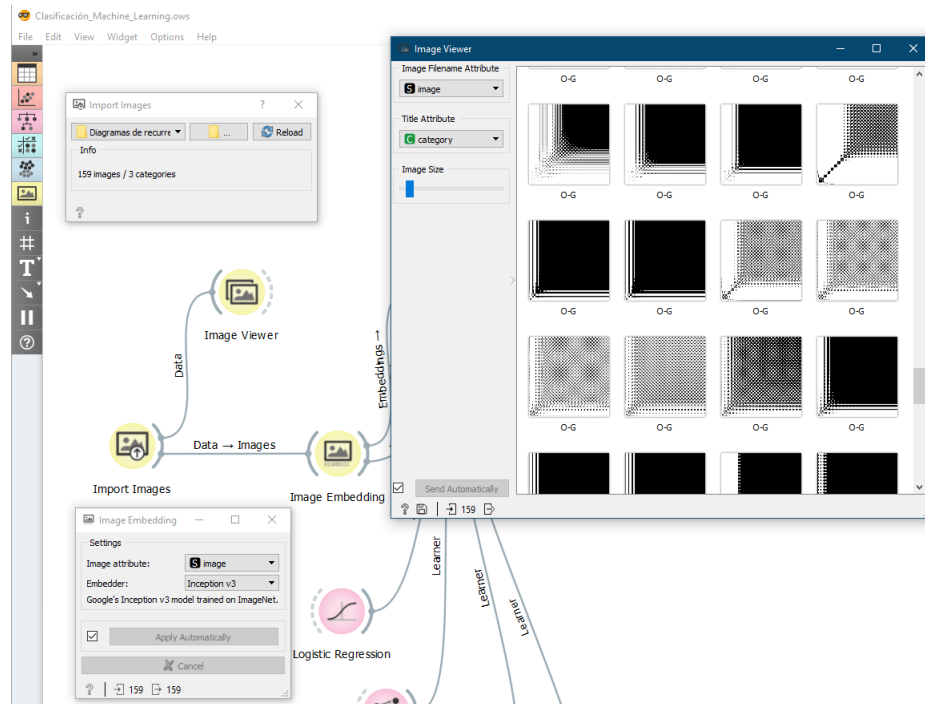 Clasificación_Machine_Learning.ows
File Edit View Widget Options Help
»
Import Images ? ×
Diagramas de recurre ... Reload
Info
159 images / 3 categories
?
Image Viewer
Data
Import Images
Data → Images
Image Embedding
Embeddings →
Image Viewer
Image Filename Attribute
S image
Title Attribute
C category
Image Size
Send Automatically
? 159
O-G O-G O-G O-G
O-G O-G O-G O-G
O-G O-G O-G O-G
O-G O-G O-G O-G
Image Embedding
Settings
Image attribute: S image
Embedder: Inception v3
Google's Inception v3 model trained on ImageNet.
Apply Automatically
Cancel
? 159 159
Logistic Regression
Learner
Learner
Learner